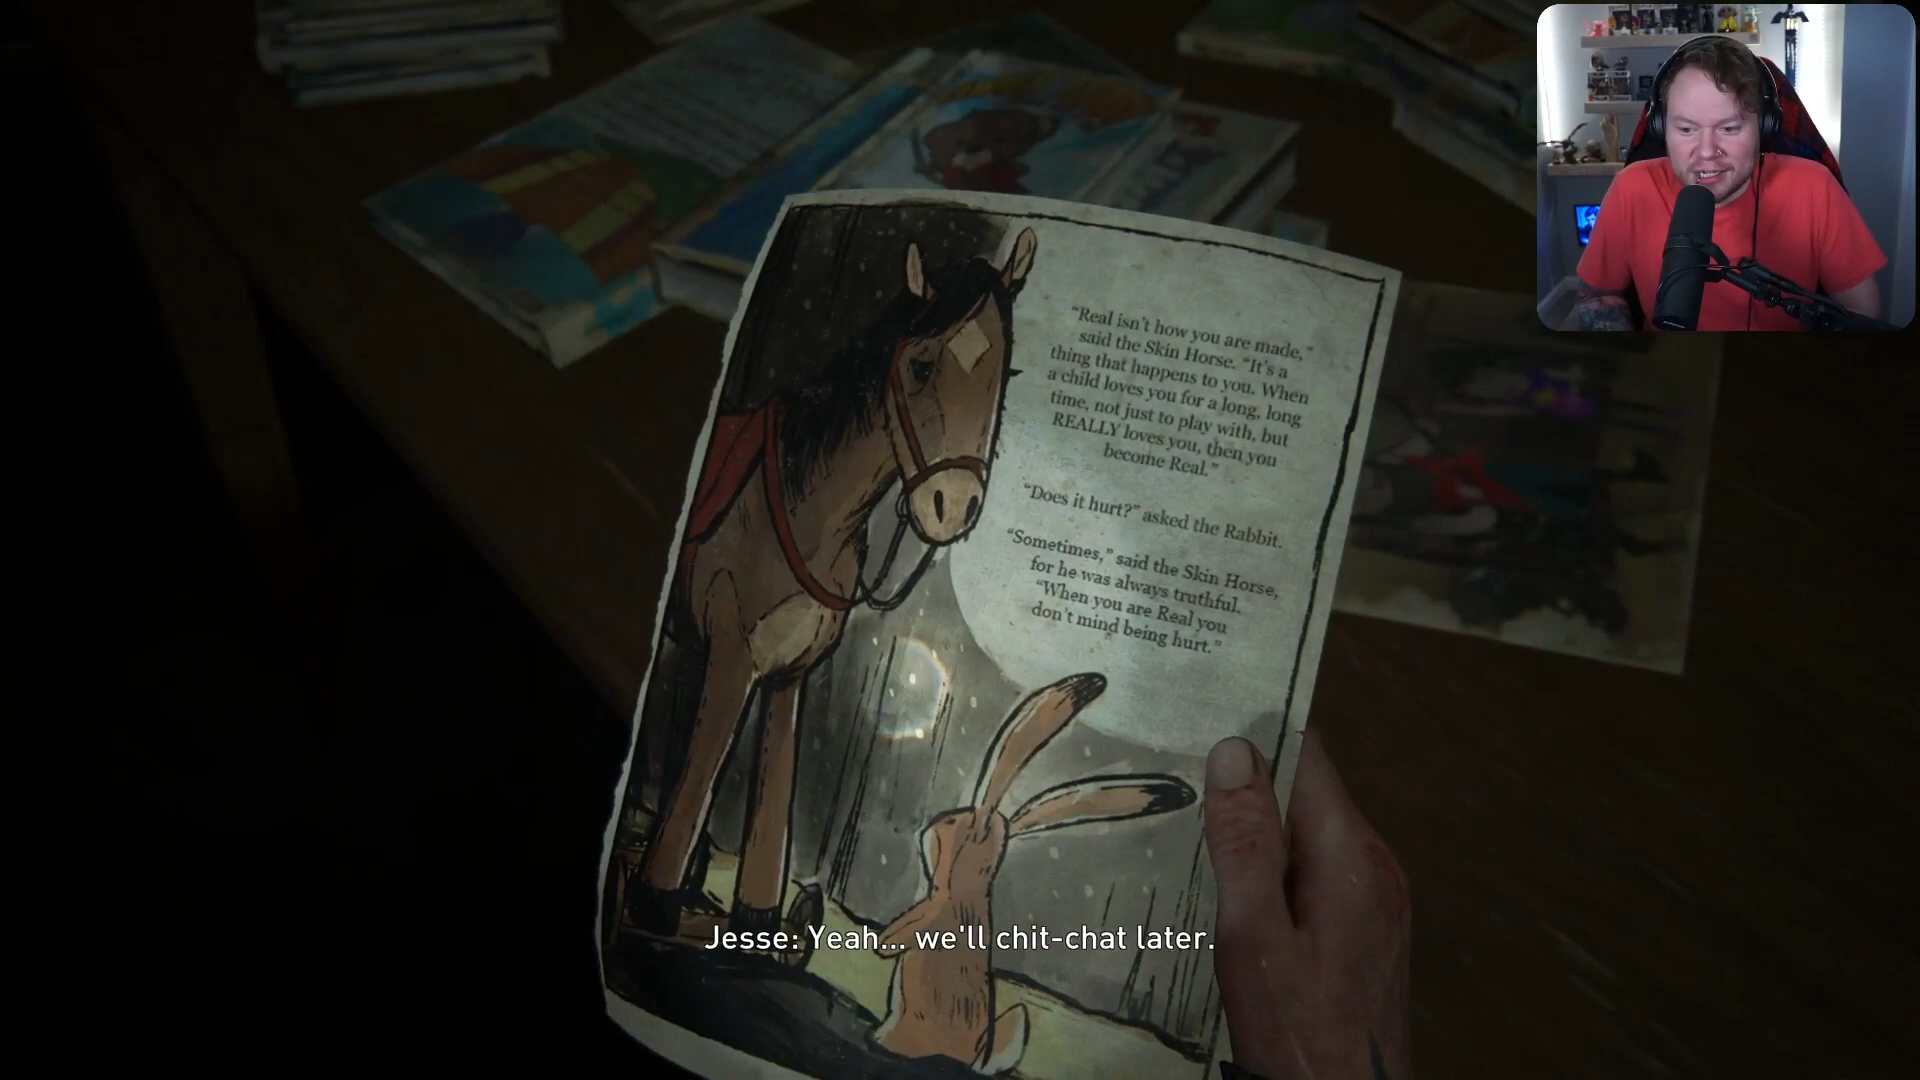 “Real isn’t how you are made,”
said the Skin Horse. “It’s a
thing that happens to you. When
a child loves you for a long, long
time, not just to play with, but
REALLY loves you, then you
become Real.”
“Does it hurt?” asked the Rabbit.
“Sometimes,” said the Skin Horse,
for he was always truthful.
“When you are Real you
don’t mind being hurt.”
Jesse: Yeah... we'll chit-chat later.